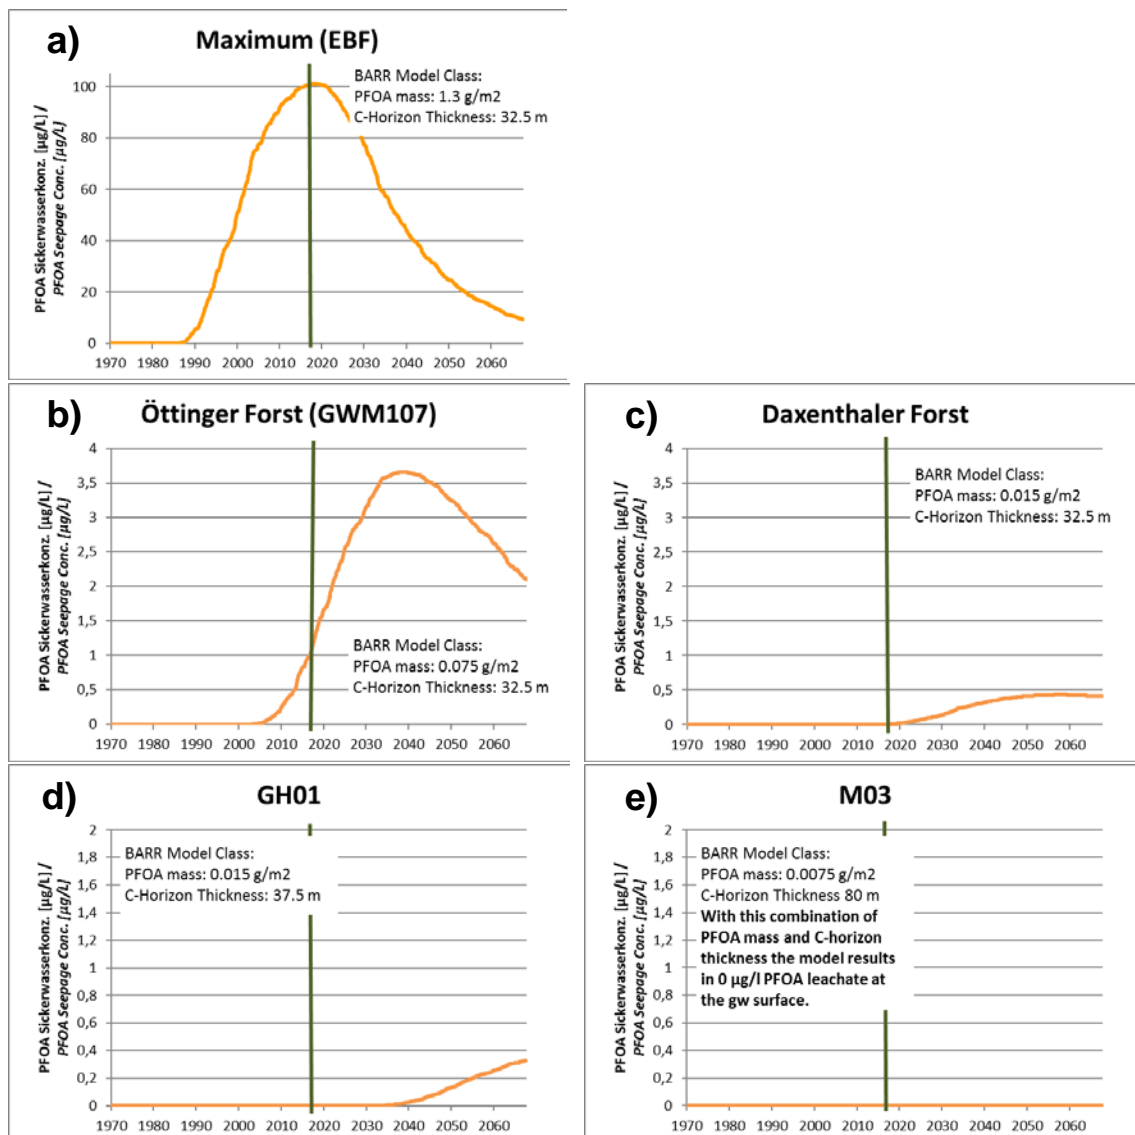 a)
Maximum (EBF)
PFOA Sickerwasserkonz. [µg/L] /
PFOA Seepage Conc. [µg/L]
BARR Model Class:
PFOA mass: 1.3 g/m2
C-Horizon Thickness: 32.5 m
100
80
60
40
20
0
1970 1980 1990 2000 2010 2020 2030 2040 2050 2060
b)
Öttinger Forst (GWM107)
PFOA Sickerwasserkonz. [µg/L] /
PFOA Seepage Conc. [µg/L]
4
3,5
3
2,5
2
1,5
1
0,5
0
BARR Model Class:
PFOA mass: 0.075 g/m2
C-Horizon Thickness: 32.5 m
1970 1980 1990 2000 2010 2020 2030 2040 2050 2060
c)
Daxenthaler Forst
PFOA Sickerwasserkonz. [µg/L] /
PFOA Seepage Conc. [µg/L]
4
3,5
3
2,5
2
1,5
1
0,5
0
BARR Model Class:
PFOA mass: 0.015 g/m2
C-Horizon Thickness: 32.5 m
1970 1980 1990 2000 2010 2020 2030 2040 2050 2060
d)
GH01
PFOA Sickerwasserkonz. [µg/L] /
PFOA Seepage Conc. [µg/L]
2
1,8
1,6
1,4
1,2
1
0,8
0,6
0,4
0,2
0
BARR Model Class:
PFOA mass: 0.015 g/m2
C-Horizon Thickness: 37.5 m
1970 1980 1990 2000 2010 2020 2030 2040 2050 2060
e)
M03
PFOA Sickerwasserkonz. [µg/L] /
PFOA Seepage Conc. [µg/L]
2
1,8
1,6
1,4
1,2
1
0,8
0,6
0,4
0,2
0
BARR Model Class:
PFOA mass: 0.0075 g/m2
C-Horizon Thickness 80 m
With this combination of
PFOA mass and C-horizon
thickness the model results
in 0 µg/l PFOA leachate at
the gw surface.
1970 1980 1990 2000 2010 2020 2030 2040 2050 2060